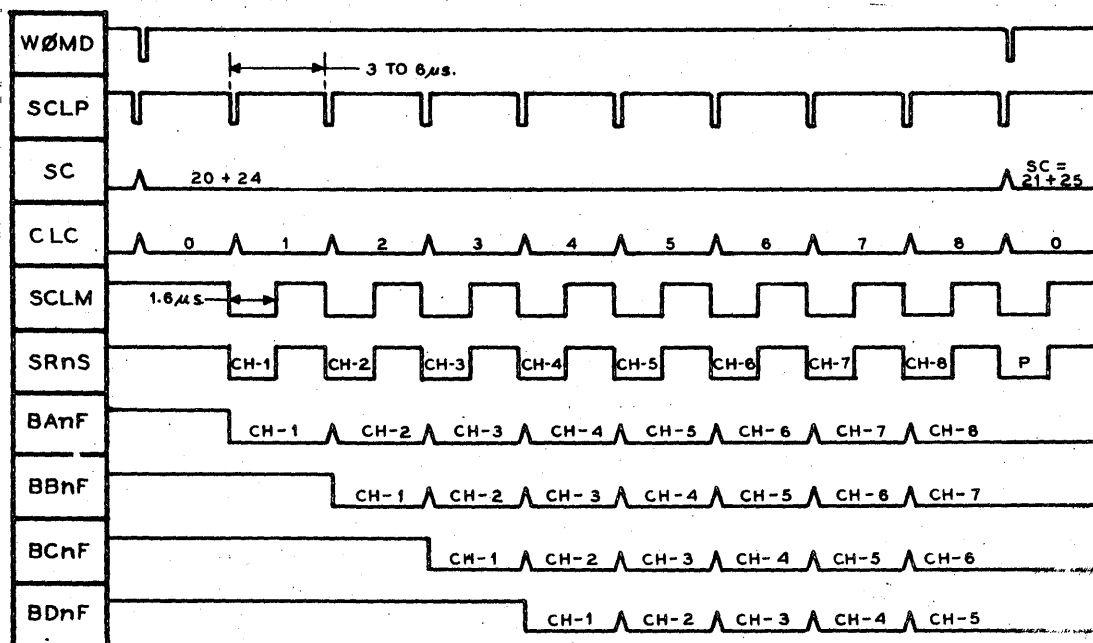 WØMD
3 TO 6µs.
SCLP
SC
20 + 24
SC =
21 + 25
CLC
0 1 2 3 4 5 6 7 8 0
SCLM
1.6µs
SRnS
CH-1 CH-2 CH-3 CH-4 CH-5 CH-6 CH-7 CH-8 P
BAnF
CH-1 CH-2 CH-3 CH-4 CH-5 CH-6 CH-7 CH-8
BBnF
CH-1 CH-2 CH-3 CH-4 CH-5 CH-6 CH-7
BCnF
CH-1 CH-2 CH-3 CH-4 CH-5 CH-6
BDnF
CH-1 CH-2 CH-3 CH-4 CH-5